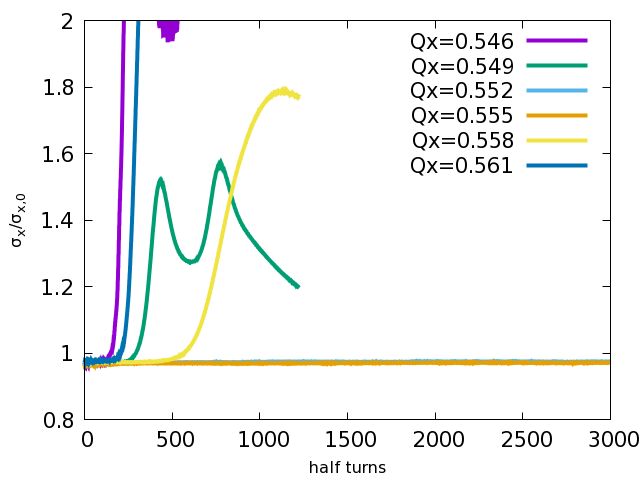 2
1.8
1.6
1.4
1.2
1
0.8
σx/σx,0
0 500 1000 1500 2000 2500 3000
half turns
Qx=0.546
Qx=0.549
Qx=0.552
Qx=0.555
Qx=0.558
Qx=0.561